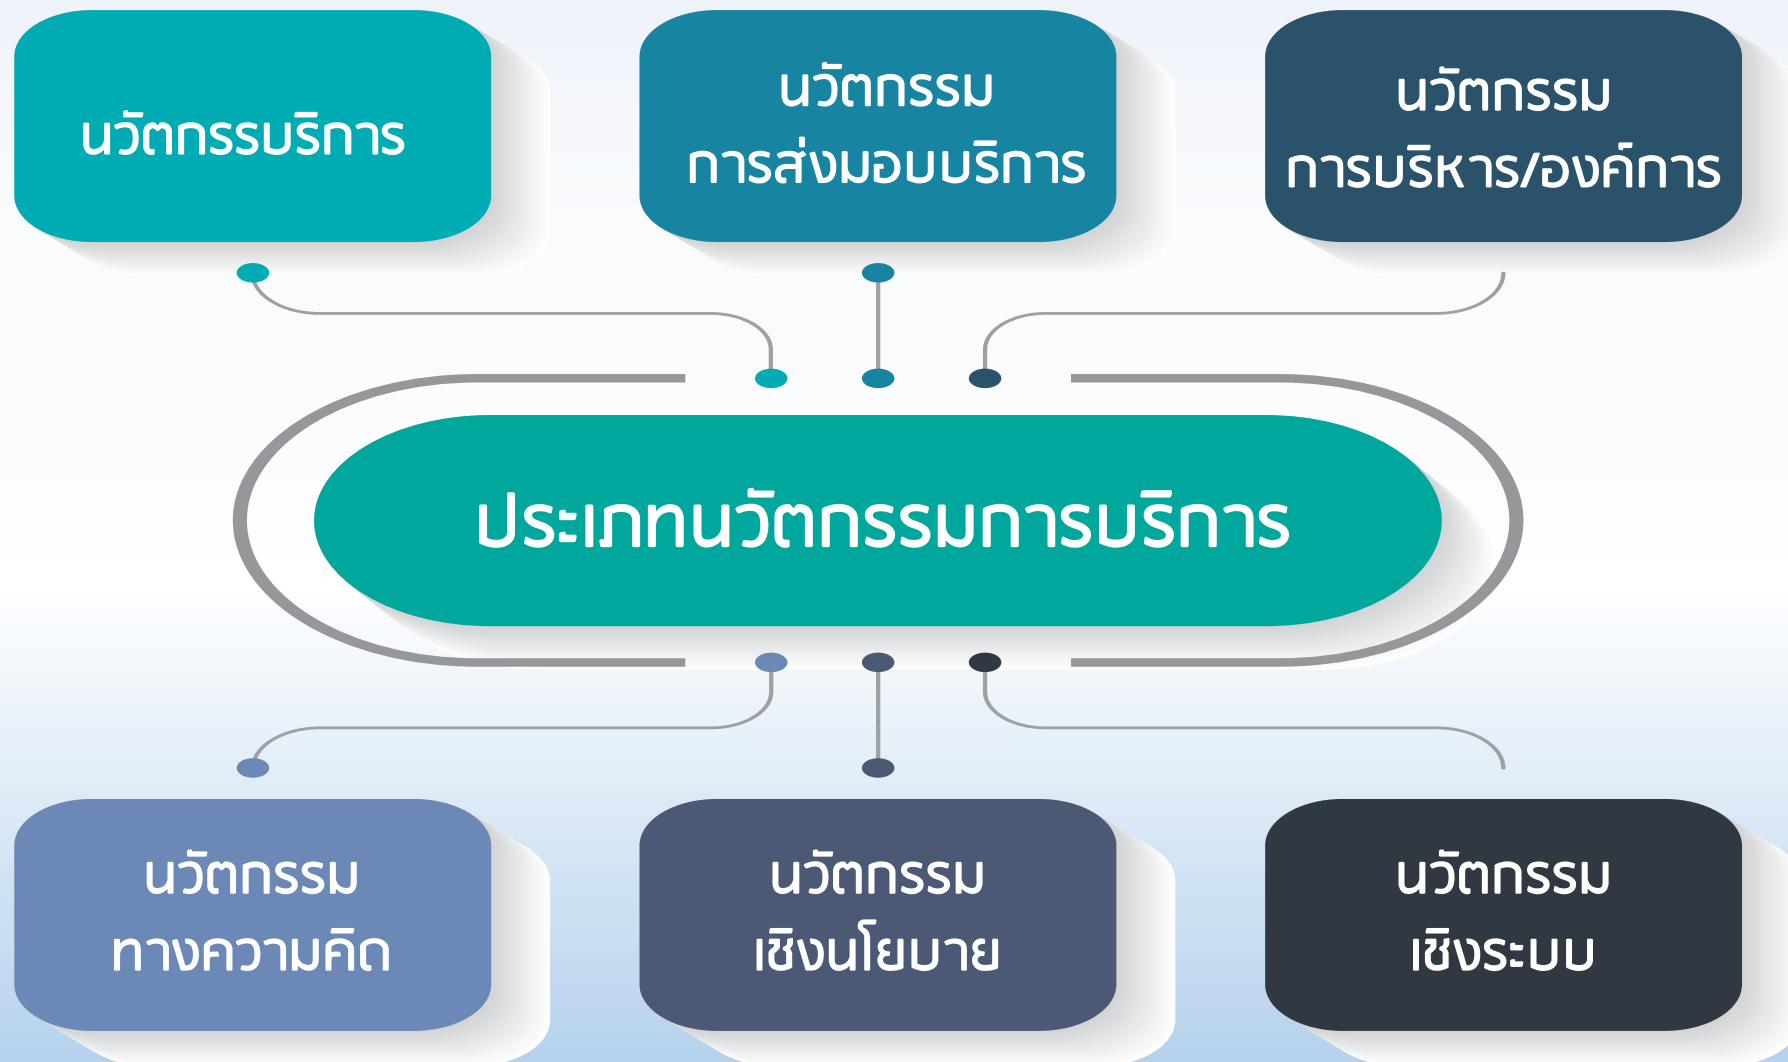 นวัตกรรบริการ
นวัตกรรม
การส่งมอบบริการ
นวัตกรรม
การบริหาร/องค์การ
ประเภทนวัตกรรมการบริการ
นวัตกรรม
ทางความคิด
นวัตกรรม
เชิงนโยบาย
นวัตกรรม
เชิงระบบ